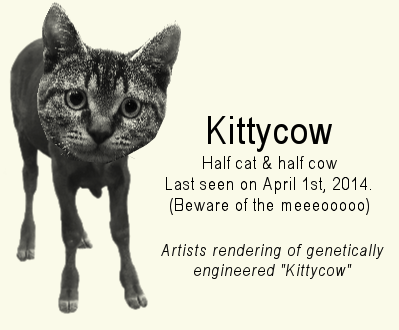 Kittycow
Half cat & half cow
Last seen on April 1st, 2014.
(Beware of the meeeooooo)
Artists rendering of genetically
engineered "Kittycow"